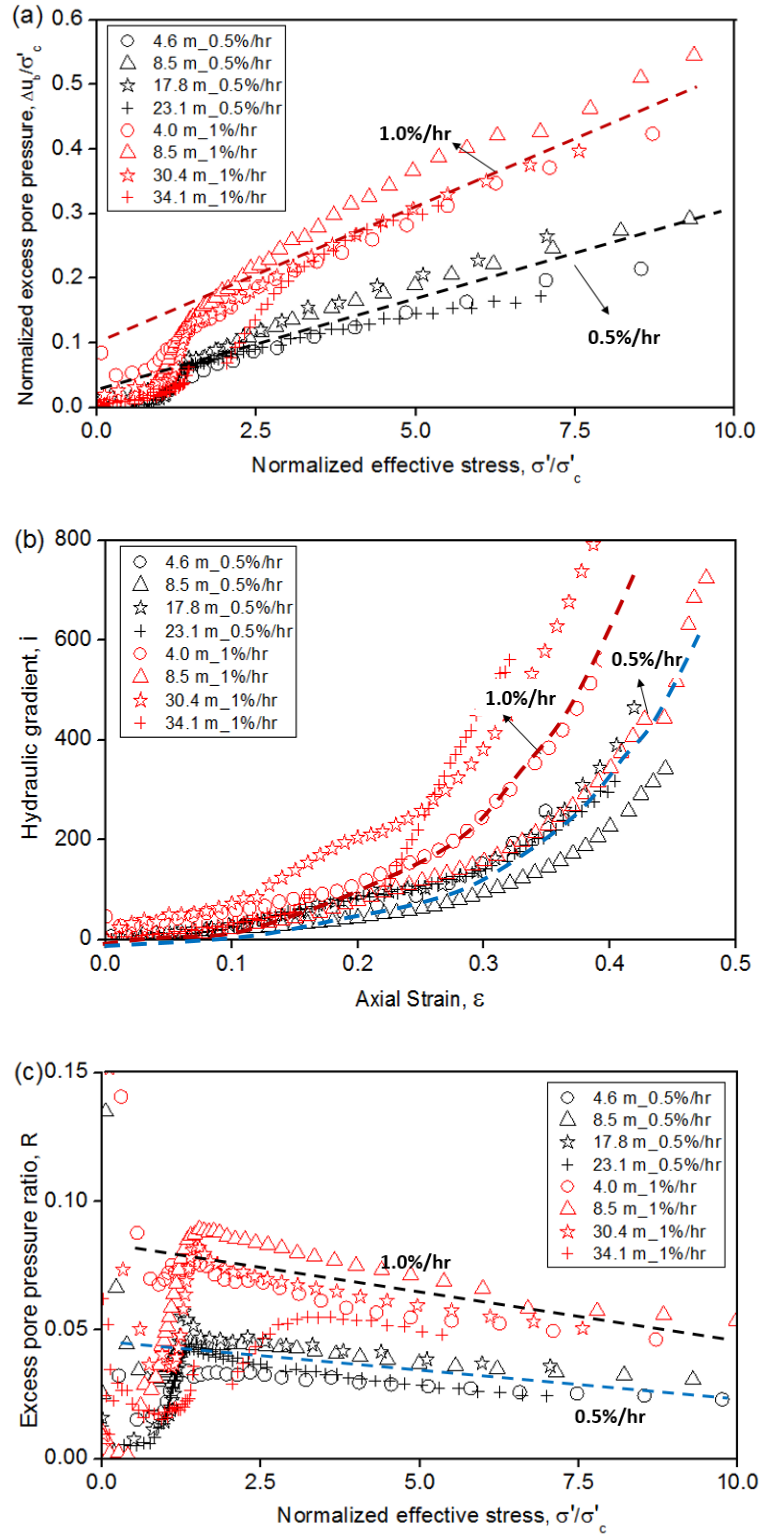 (a)
0.6
0.5
0.4
0.3
0.2
0.1
0.0
Normalized excess pore pressure, Δu_b/σ'_c
4.6 m_0.5%/hr
8.5 m_0.5%/hr
17.8 m_0.5%/hr
23.1 m_0.5%/hr
4.0 m_1%/hr
8.5 m_1%/hr
30.4 m_1%/hr
34.1 m_1%/hr
1.0%/hr
0.5%/hr
0.0 2.5 5.0 7.5 10.0
Normalized effective stress, σ'/σ'_c
(b)
800
600
400
200
0
Hydraulic gradient, i
4.6 m_0.5%/hr
8.5 m_0.5%/hr
17.8 m_0.5%/hr
23.1 m_0.5%/hr
4.0 m_1%/hr
8.5 m_1%/hr
30.4 m_1%/hr
34.1 m_1%/hr
0.5%/hr
1.0%/hr
0.0 0.1 0.2 0.3 0.4 0.5
Axial Strain, ε
(c)
0.15
0.10
0.05
0.00
Excess pore pressure ratio, R
4.6 m_0.5%/hr
8.5 m_0.5%/hr
17.8 m_0.5%/hr
23.1 m_0.5%/hr
4.0 m_1%/hr
8.5 m_1%/hr
30.4 m_1%/hr
34.1 m_1%/hr
1.0%/hr
0.5%/hr
0.0 2.5 5.0 7.5 10.0
Normalized effective stress, σ'/σ'_c